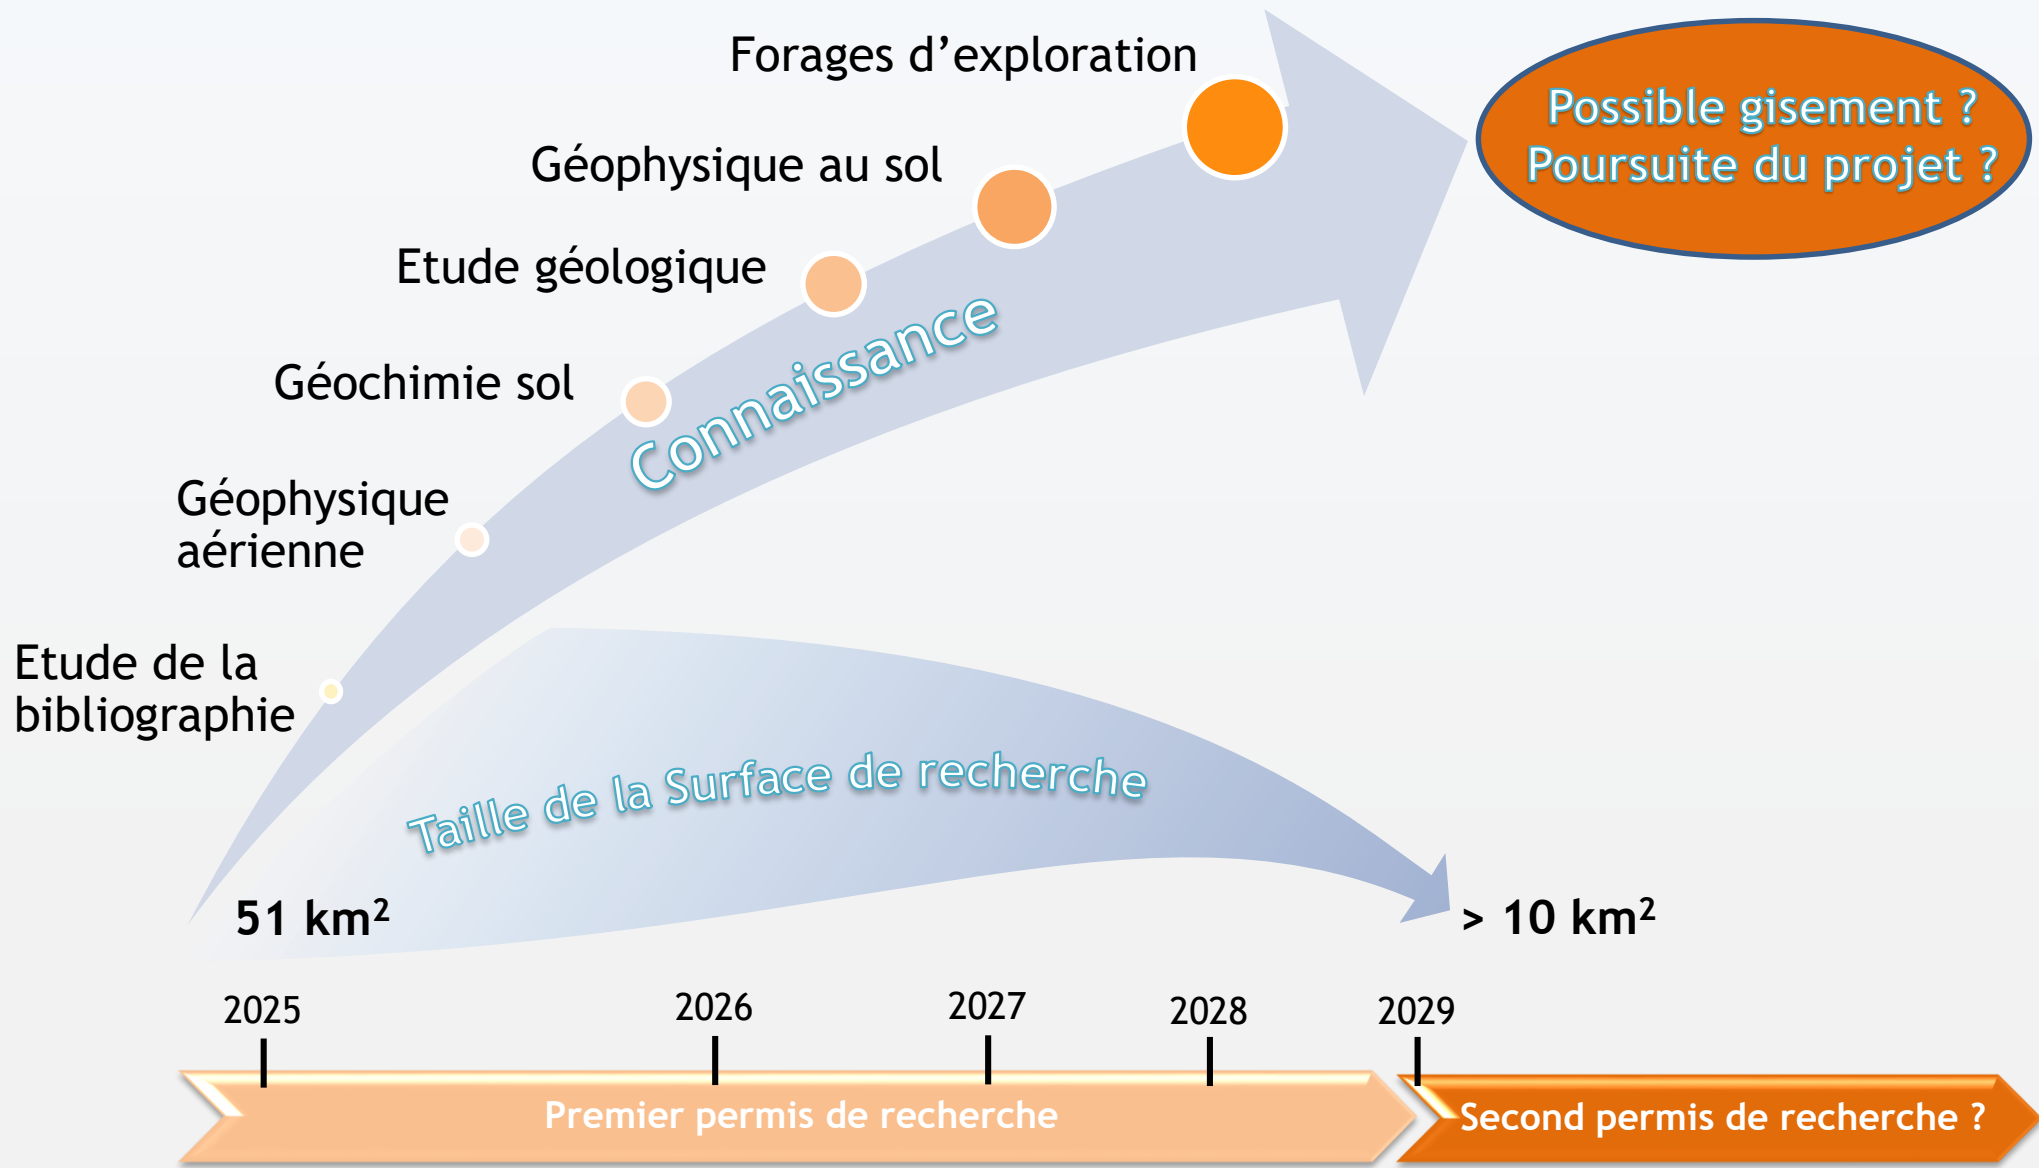 Forages d’exploration
Possible gisement ?
Poursuite du projet ?
Géophysique au sol
Etude géologique
Connaissance
Géochimie sol
Géophysique
aérienne
Etude de la
bibliographie
Taille de la Surface de recherche
51 km²
> 10 km²
2025
2026
2027
2028
2029
Premier permis de recherche
Second permis de recherche ?